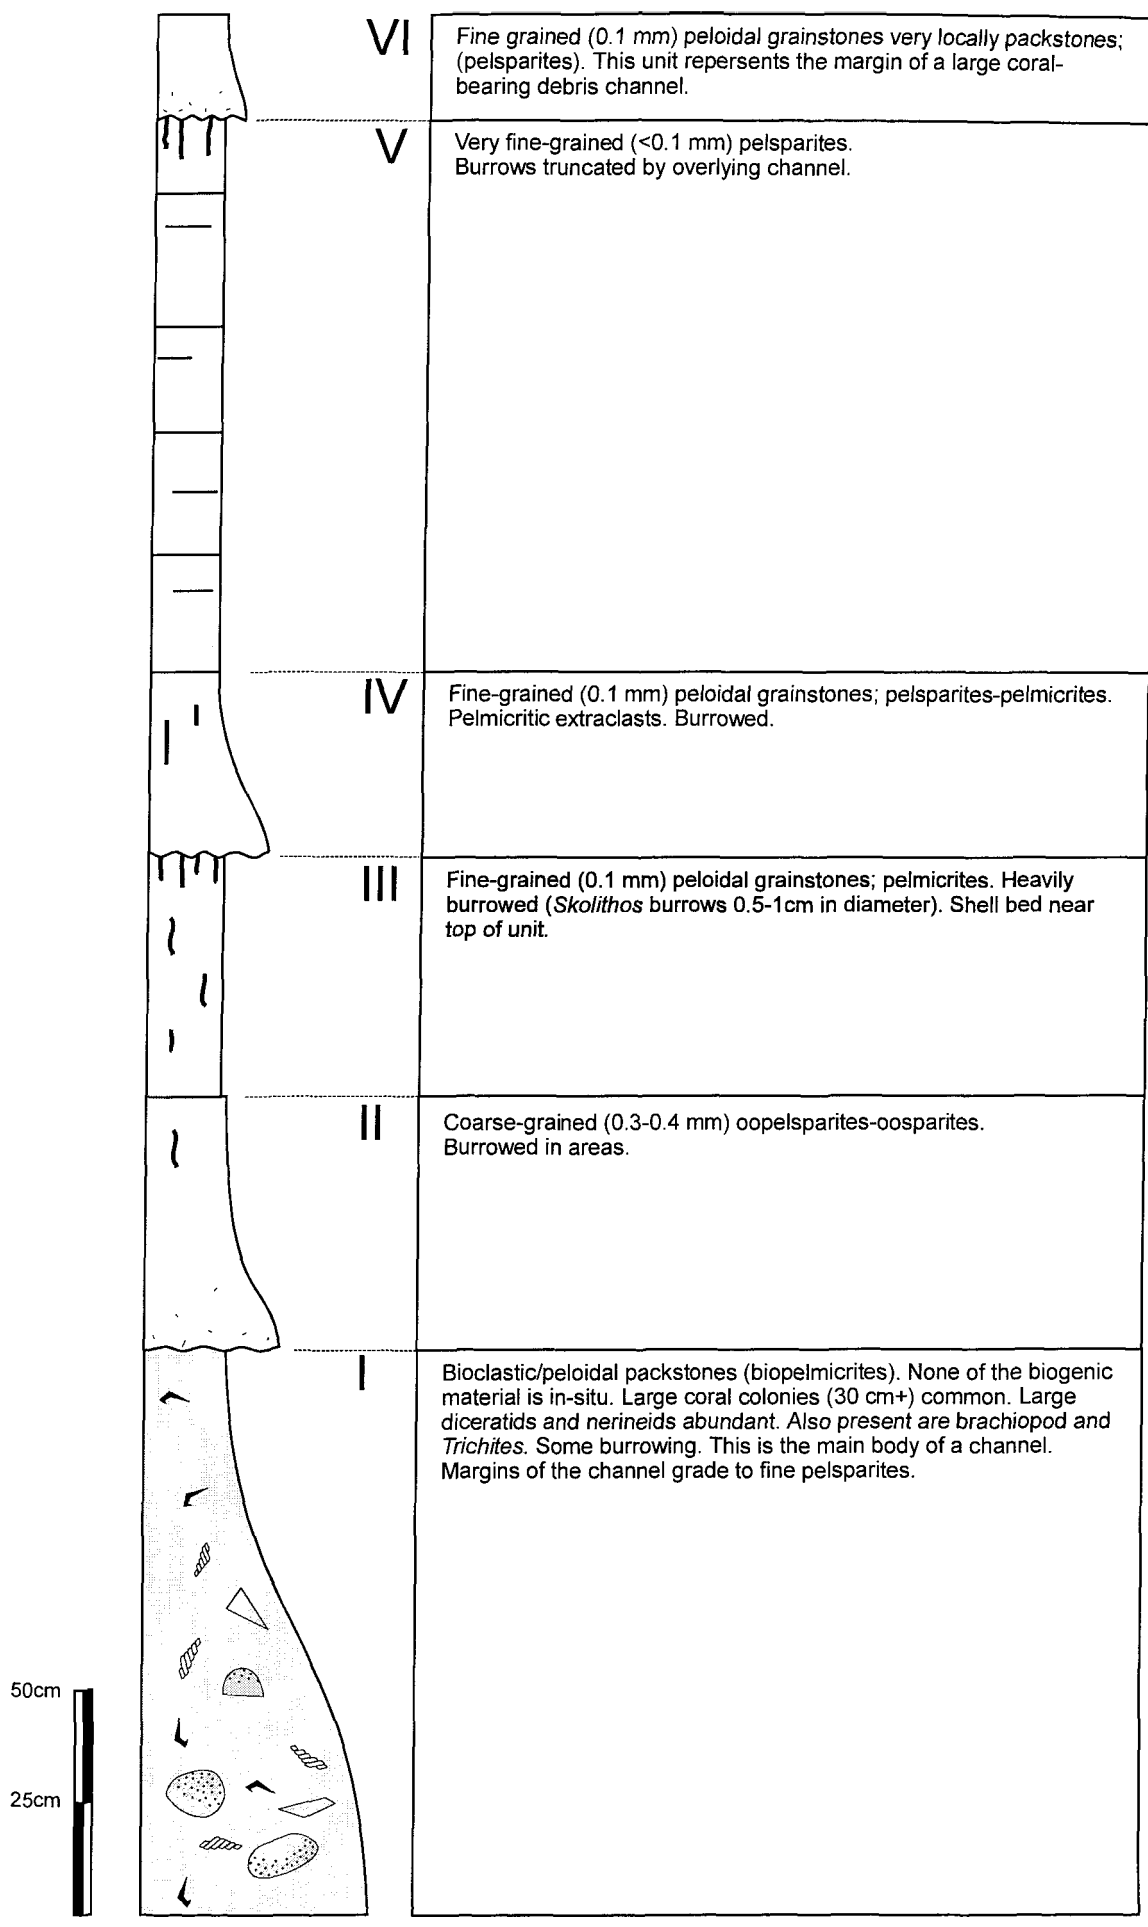 VI
Fine grained (0.1 mm) peloidal grainstones very locally packstones;
(pelsparites). This unit repersents the margin of a large coral-
bearing debris channel.
V
Very fine-grained (<0.1 mm) pelsparites.
Burrows truncated by overlying channel.
IV
Fine-grained (0.1 mm) peloidal grainstones; pelsparites-pelmicrites.
Pelmicritic extraclasts. Burrowed.
III
Fine-grained (0.1 mm) peloidal grainstones; pelmicrites. Heavily
burrowed (Skolithos burrows 0.5-1cm in diameter). Shell bed near
top of unit.
II
Coarse-grained (0.3-0.4 mm) oopelsparites-oosparites.
Burrowed in areas.
I
Bioclastic/peloidal packstones (biopelmicrites). None of the biogenic
material is in-situ. Large coral colonies (30 cm+) common. Large
diceratids and nerineids abundant. Also present are brachiopod and
Trichites. Some burrowing. This is the main body of a channel.
Margins of the channel grade to fine pelsparites.
50cm
25cm